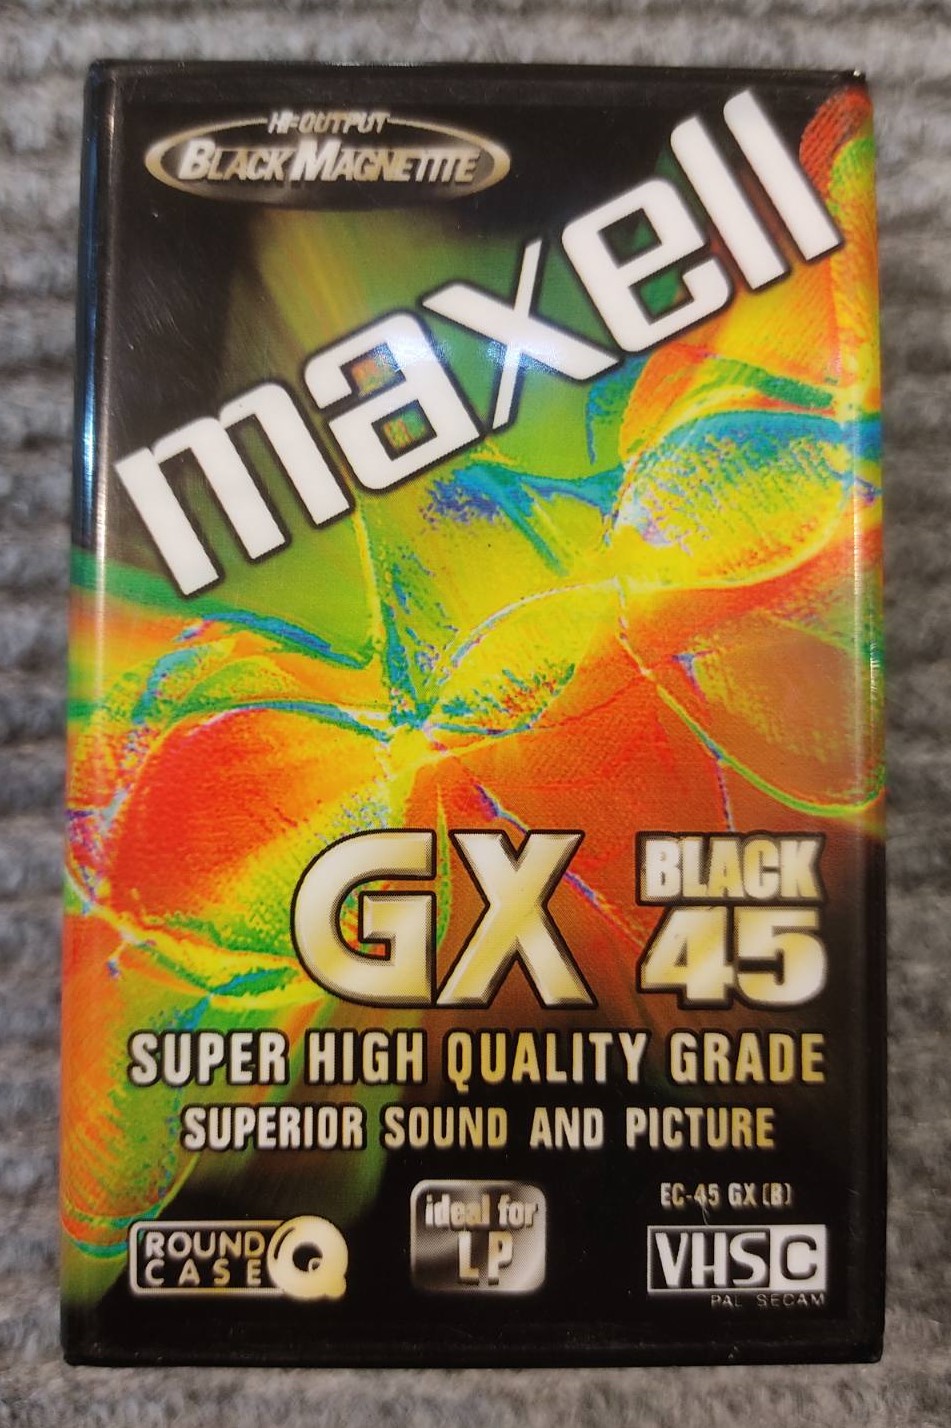 HI-OUTPUT
BLACK MAGNETITE
maxell
GX BLACK 45
SUPER HIGH QUALITY GRADE
SUPERIOR SOUND AND PICTURE
EC-45 GX (B)
ROUND CASE Q
ideal for
LP
VHS C
PAL SECAM